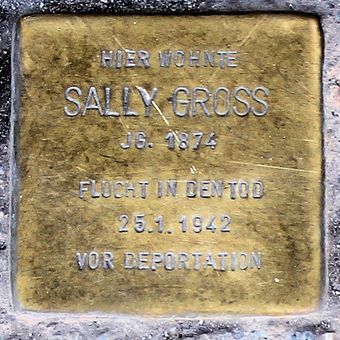 HIER WOHNTE
SALLY GROSS
JG. 1874
FLUCHT IN DEN TOD
25.1.1942
VOR DEPORTATION